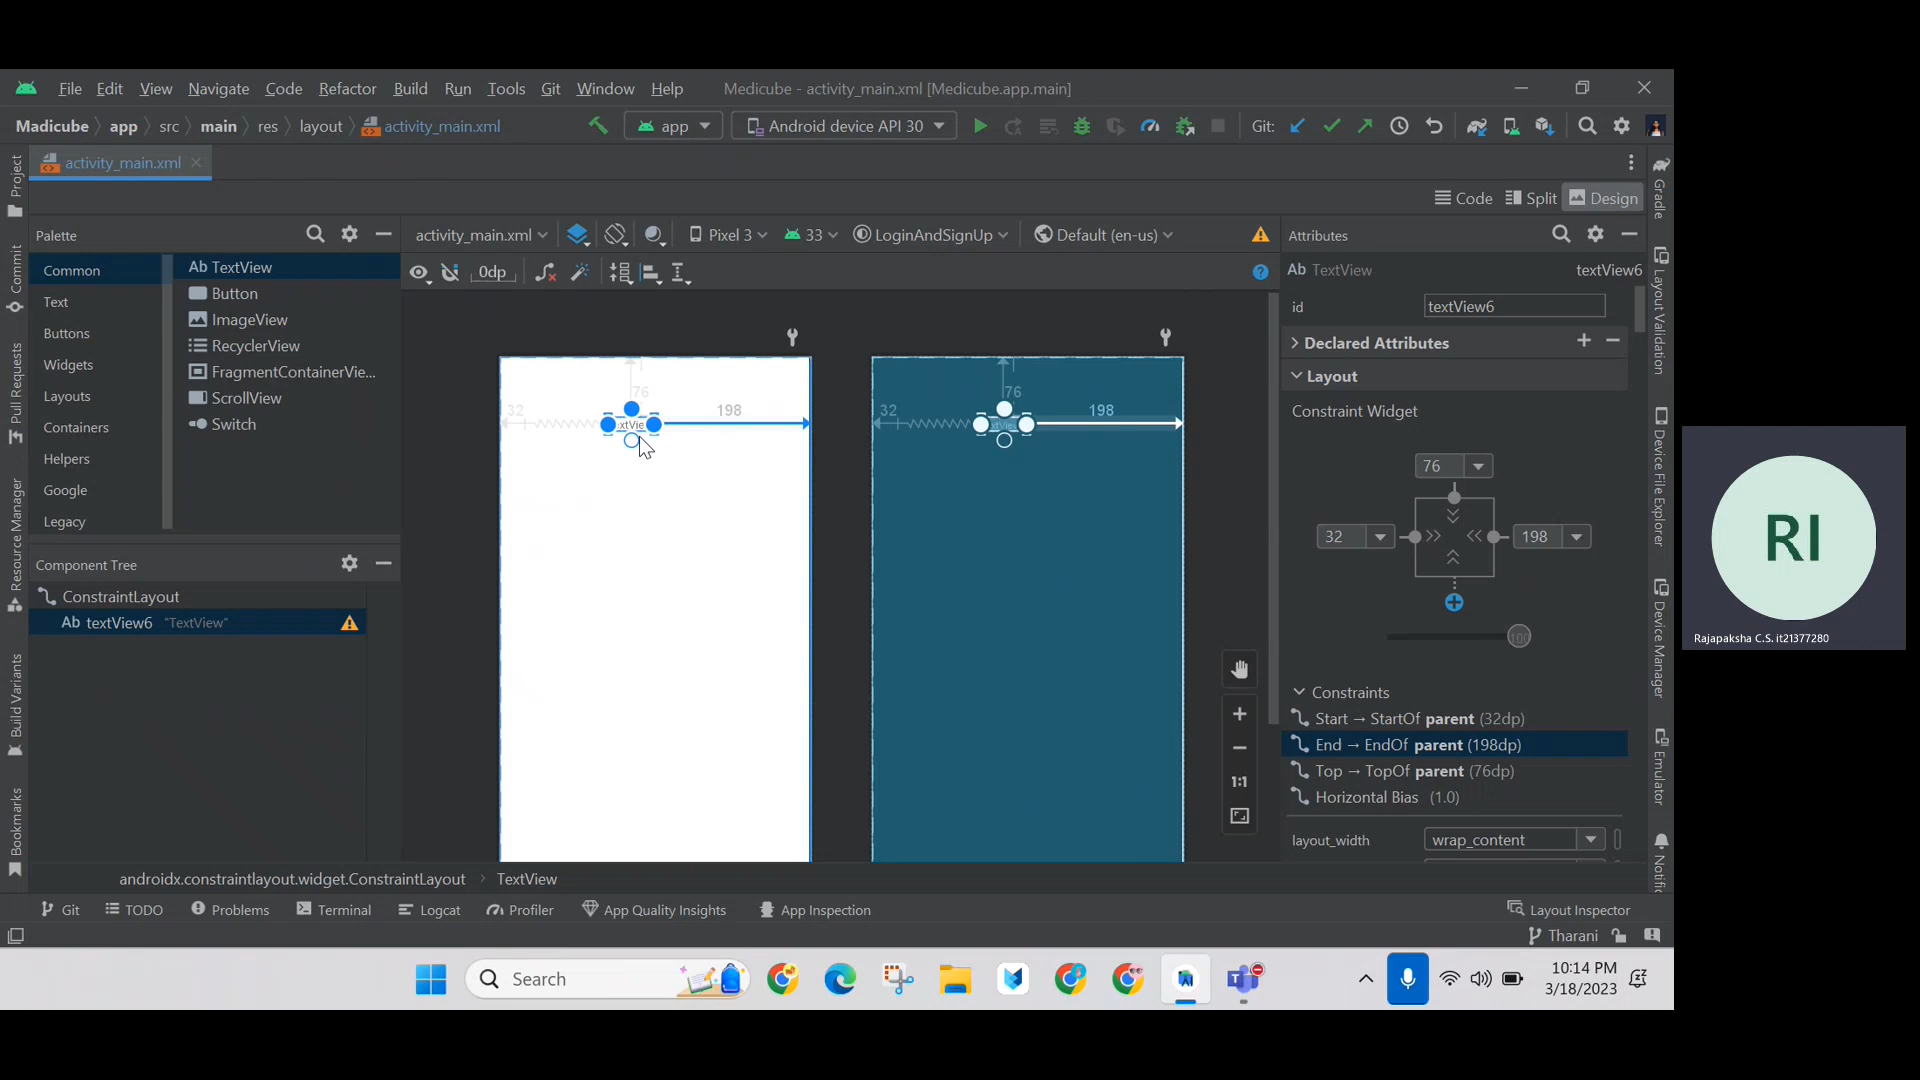 File Edit View Navigate Code Refactor Build Run Tools Git Window Help Medicube - activity_main.xml [Medicube.app.main]
Madicube app src main res layout activity_main.xml app Android device API 30 Git:
activity_main.xml
Code Split Design
Palette
activity_main.xml Pixel 3 33 LoginAndSignUp Default (en-us)
Attributes
Common
Text
Buttons
Widgets
Layouts
Containers
Helpers
Google
Legacy
Ab TextView
Button
ImageView
RecyclerView
FragmentContainerVie...
ScrollView
Switch
0dp
Ab TextView textView6
id textView6
Declared Attributes
Layout
Constraint Widget
76
32 198
100
Constraints
Start → StartOf parent (32dp)
End → EndOf parent (198dp)
Top → TopOf parent (76dp)
Horizontal Bias (1.0)
layout_width wrap_content
76
32 198
76
32 198
Component Tree
ConstraintLayout
Ab textView6 "TextView"
Project
Commit
Pull Requests
Resource Manager
Build Variants
Bookmarks
Gradle
Layout Validation
Device File Explorer
Device Manager
Emulator
Notific
1:1
androidx.constraintlayout.widget.ConstraintLayout TextView
Git TODO Problems Terminal Logcat Profiler App Quality Insights App Inspection Layout Inspector
Tharani
Search
10:14 PM
3/18/2023
RI
Rajapaksha C.S. it21377280